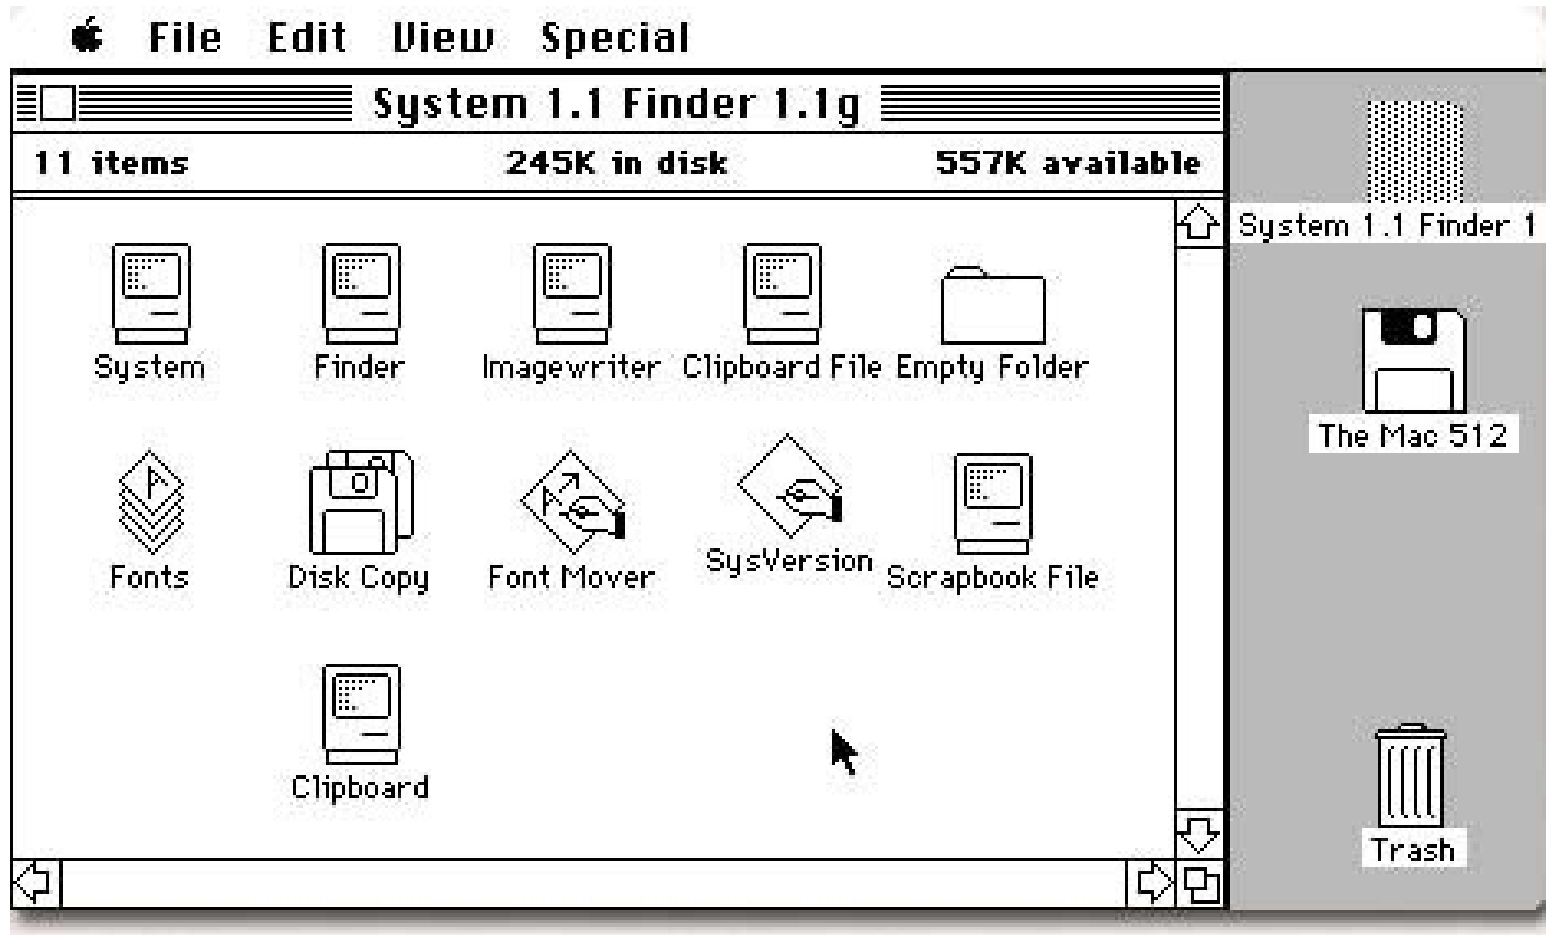 File Edit View Special
System 1.1 Finder 1.1g
11 items 245K in disk 557K available
System 1.1 Finder 1
System Finder Imagewriter Clipboard File Empty Folder
The Mac 512
Fonts Disk Copy Font Mover SysVersion Scrapbook File
Clipboard
Trash